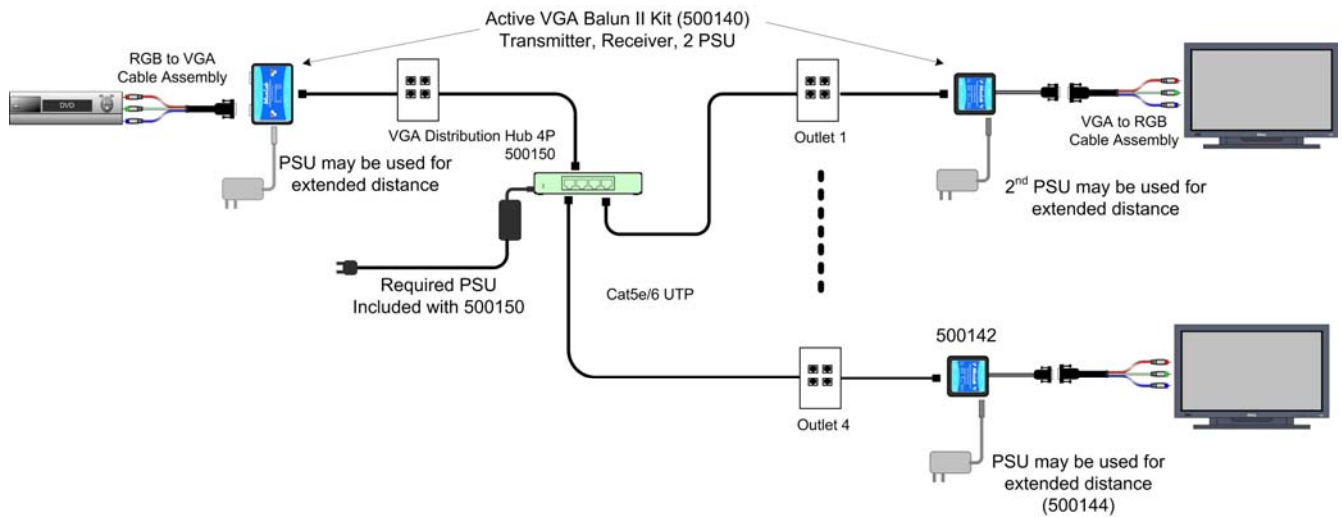 Active VGA Balun II Kit (500140)
Transmitter, Receiver, 2 PSU
RGB to VGA
Cable Assembly
DVD
PSU may be used for
extended distance
VGA Distribution Hub 4P
500150
Required PSU
Included with 500150
Cat5e/6 UTP
Outlet 1
VGA to RGB
Cable Assembly
2nd PSU may be used for
extended distance
500142
Outlet 4
PSU may be used for
extended distance
(500144)